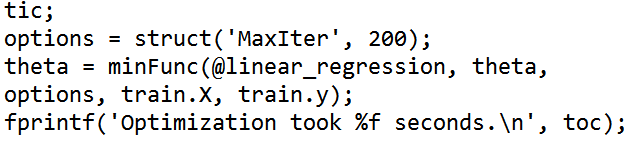 tic;
options = struct('MaxIter', 200);
theta = minFunc(@linear_regression, theta,
options, train.X, train.y);
fprintf('Optimization took %f seconds.\n', toc);